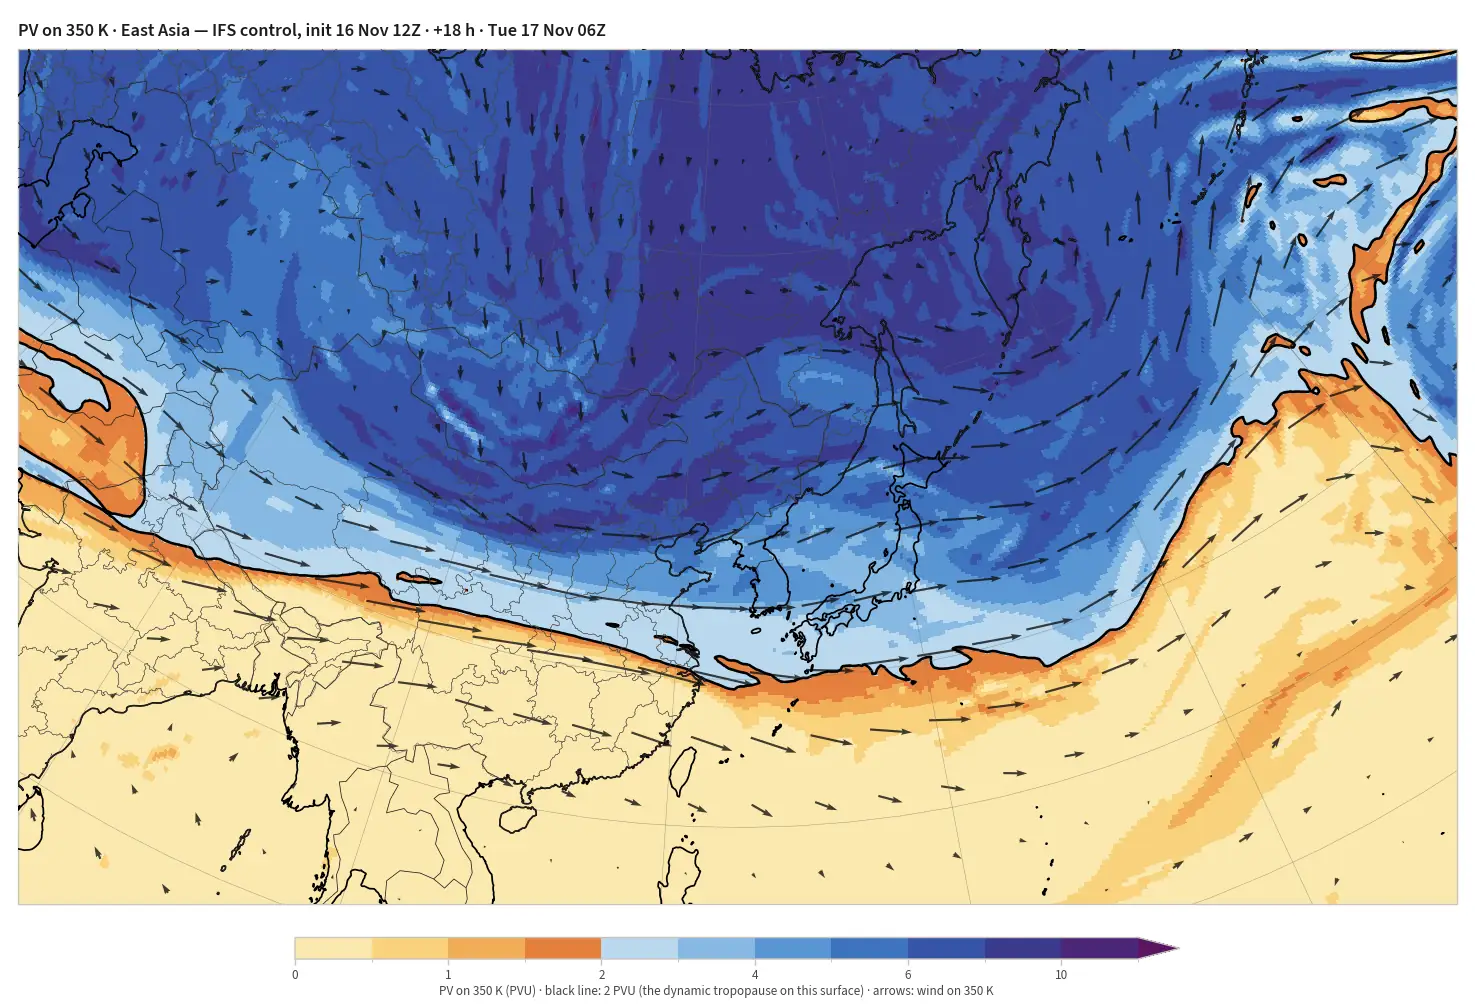 PV on 350 K · East Asia — IFS control, init 16 Nov 12Z · +18 h · Tue 17 Nov 06Z
0 1 2 4 6 10
PV on 350 K (PVU) · black line: 2 PVU (the dynamic tropopause on this surface) · arrows: wind on 350 K